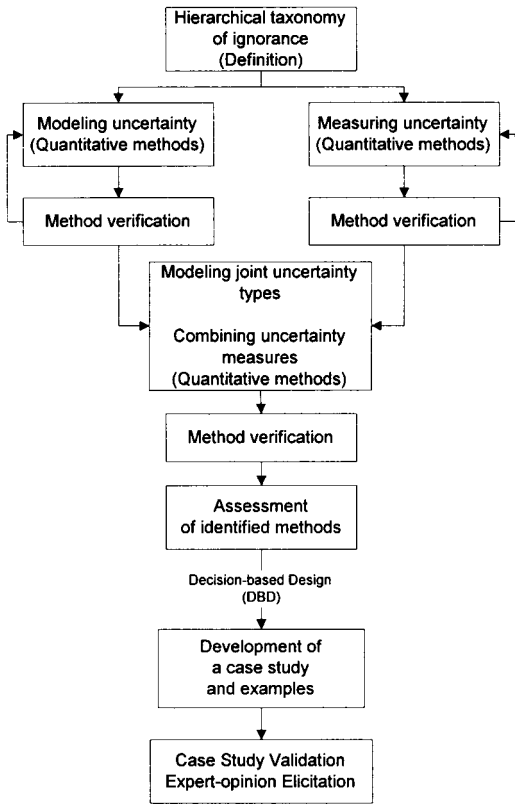 Hierarchical taxonomy
of ignorance
(Definition)
Modeling uncertainty
(Quantitative methods)
Measuring uncertainty
(Quantitative methods)
Method verification
Method verification
Modeling joint uncertainty
types
Combining uncertainty
measures
(Quantitative methods)
Method verification
Assessment
of identified methods
Decision-based Design
(DBD)
Development of
a case study
and examples
Case Study Validation
Expert-opinion Elicitation